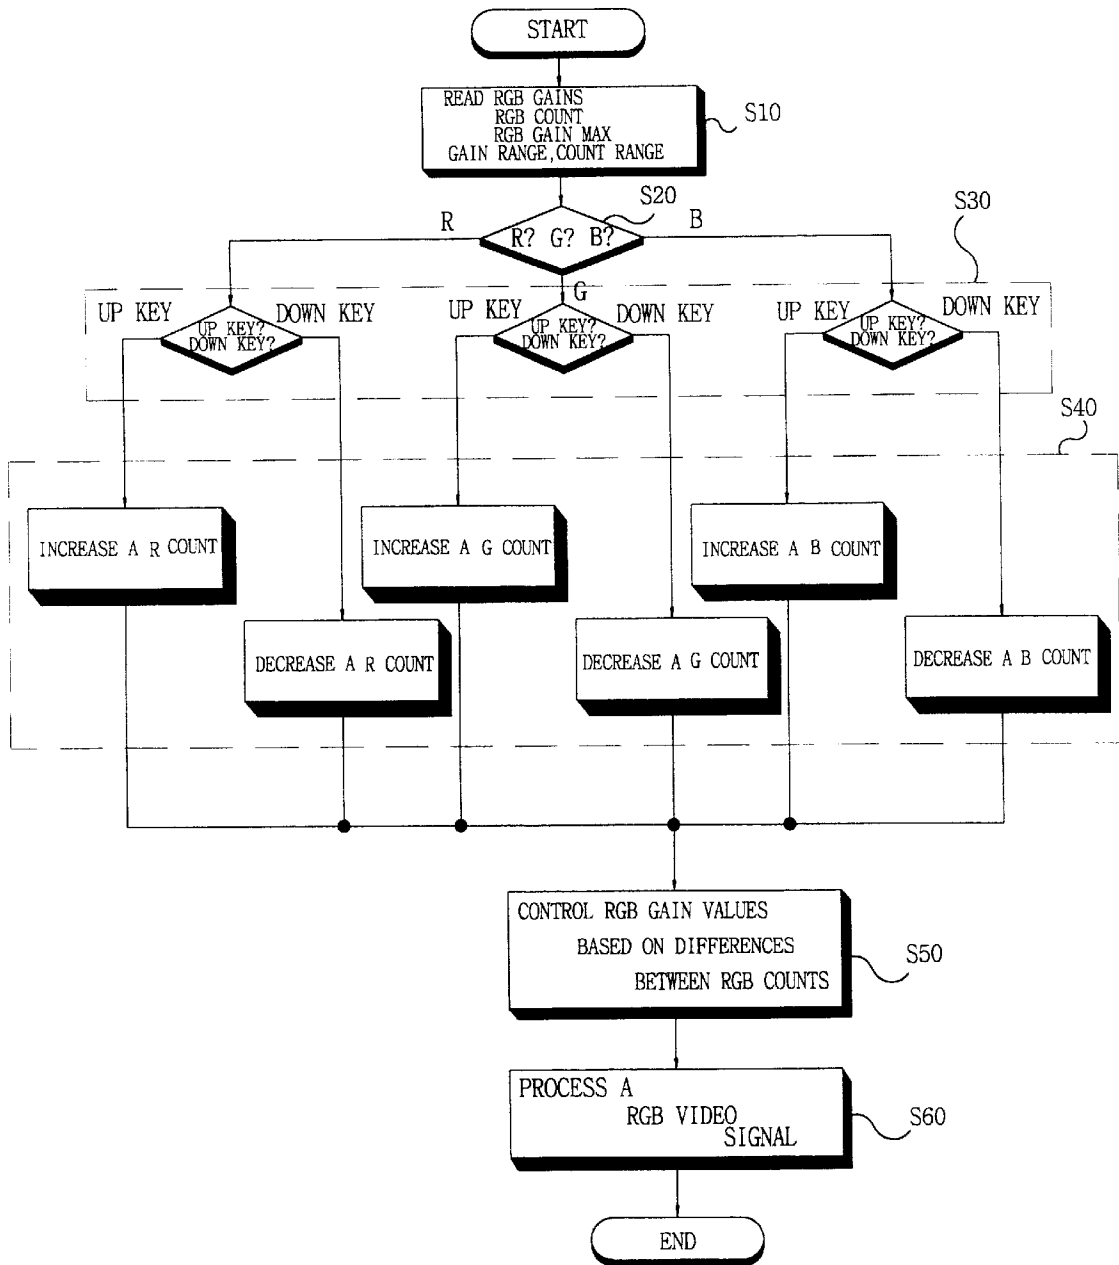 START
READ RGB GAINS
RGB COUNT
RGB GAIN MAX
GAIN RANGE,COUNT RANGE
S10
S20
R
R? G? B?
B
S30
G
UP KEY
DOWN KEY
UP KEY?
DOWN KEY?
UP KEY
DOWN KEY
UP KEY?
DOWN KEY?
UP KEY
DOWN KEY
UP KEY?
DOWN KEY?
S40
INCREASE A R COUNT
INCREASE A G COUNT
INCREASE A B COUNT
DECREASE A R COUNT
DECREASE A G COUNT
DECREASE A B COUNT
CONTROL RGB GAIN VALUES
BASED ON DIFFERENCES
BETWEEN RGB COUNTS
S50
PROCESS A
RGB VIDEO
SIGNAL
S60
END